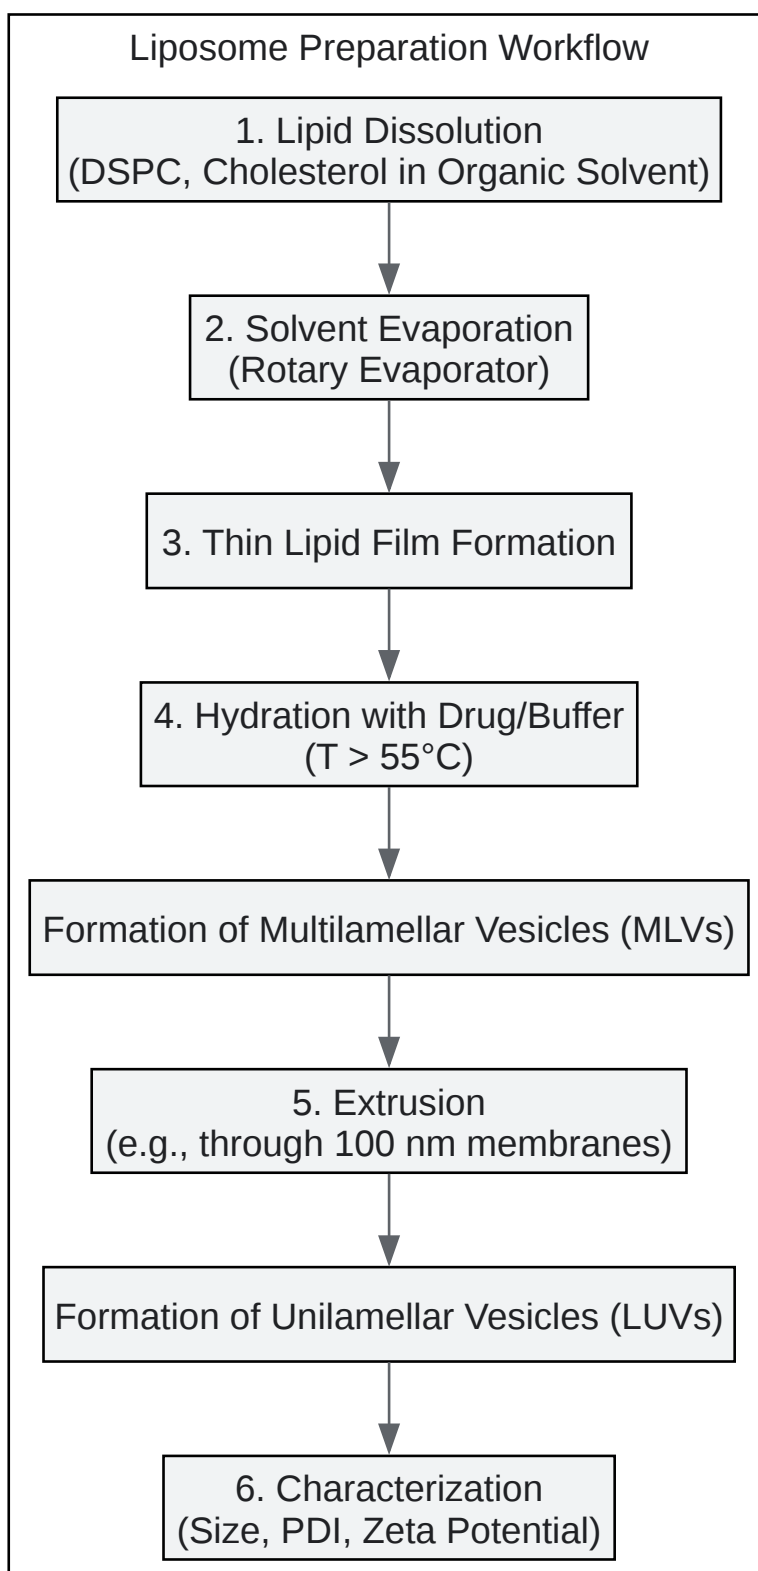 Liposome Preparation Workflow
1. Lipid Dissolution
(DSPC, Cholesterol in Organic Solvent)
2. Solvent Evaporation
(Rotary Evaporator)
3. Thin Lipid Film Formation
4. Hydration with Drug/Buffer
(T > 55°C)
Formation of Multilamellar Vesicles (MLVs)
5. Extrusion
(e.g., through 100 nm membranes)
Formation of Unilamellar Vesicles (LUVs)
6. Characterization
(Size, PDI, Zeta Potential)